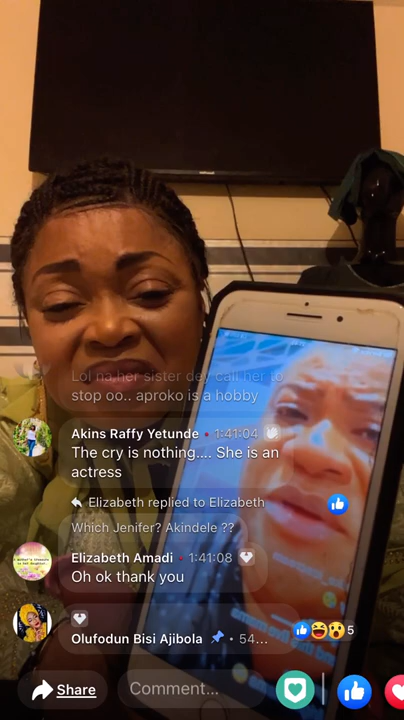 Lol na,her sister dey call her to
stop oo.. aproko is a hobby
Akins Raffy Yetunde • 1:41:04
The cry is nothing.... She is an
actress
Elizabeth replied to Elizabeth
Which Jenifer? Akindele ??
Elizabeth Amadi • 1:41:08
Oh ok thank you
Olufodun Bisi Ajibola • 54...
5
Share
Comment...